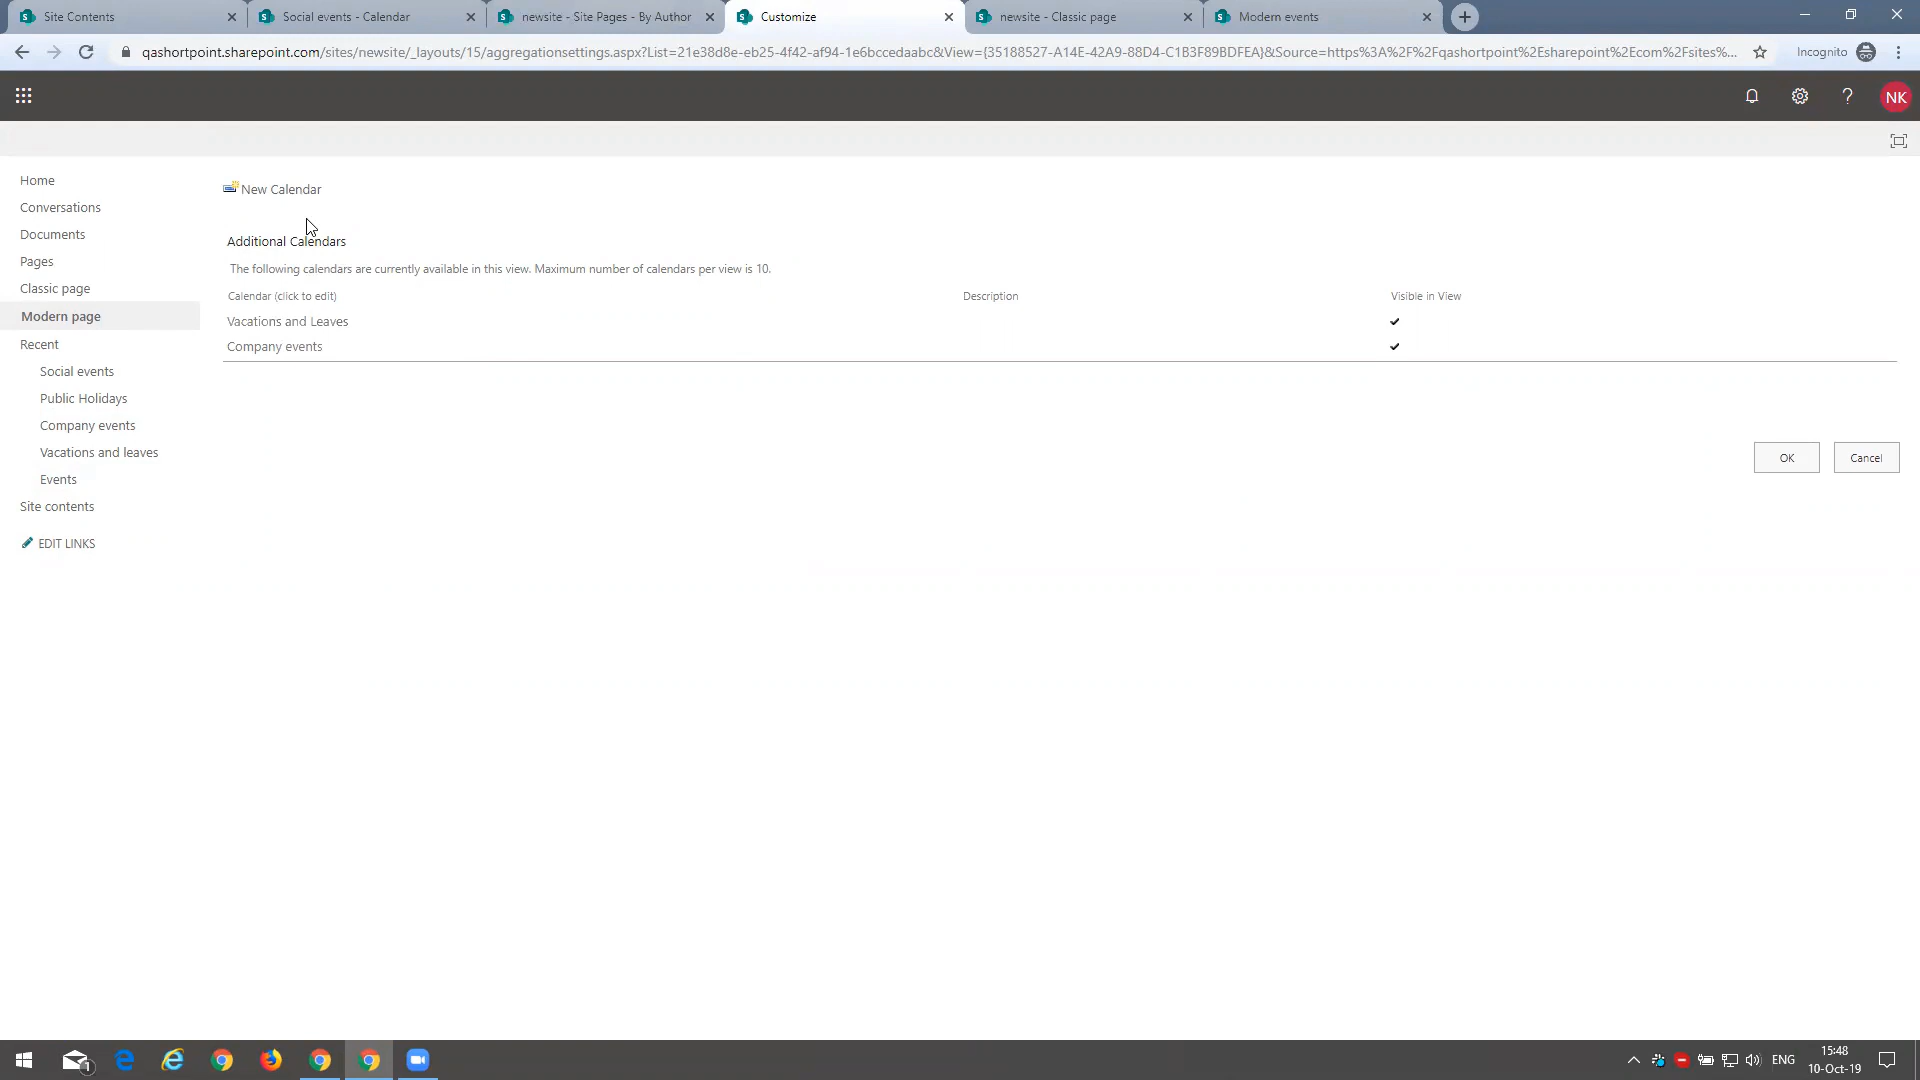 Site Contents
Social events - Calendar
newsite - Site Pages - By Author
Customize
newsite - Classic page
Modern events
qashortpoint.sharepoint.com/sites/newsite/_layouts/15/aggregationsettings.aspx?List=21e38d8e-eb25-4f42-af94-1e6bccedaabc&View={35188527-A14E-42A9-88D4-C1B3F89BDFEA}&Source=https%3A%2F%2Fqashortpoint%2Esharepoint%2Ecom%2Fsites%...
Incognito
NK
Home
Conversations
Documents
Pages
Classic page
Modern page
Recent
Social events
Public Holidays
Company events
Vacations and leaves
Events
Site contents
EDIT LINKS
New Calendar
Additional Calendars
The following calendars are currently available in this view. Maximum number of calendars per view is 10.
Calendar (click to edit) Description Visible in View
Vacations and Leaves
Company events
OK Cancel
1
ENG
15:48
10-Oct-19